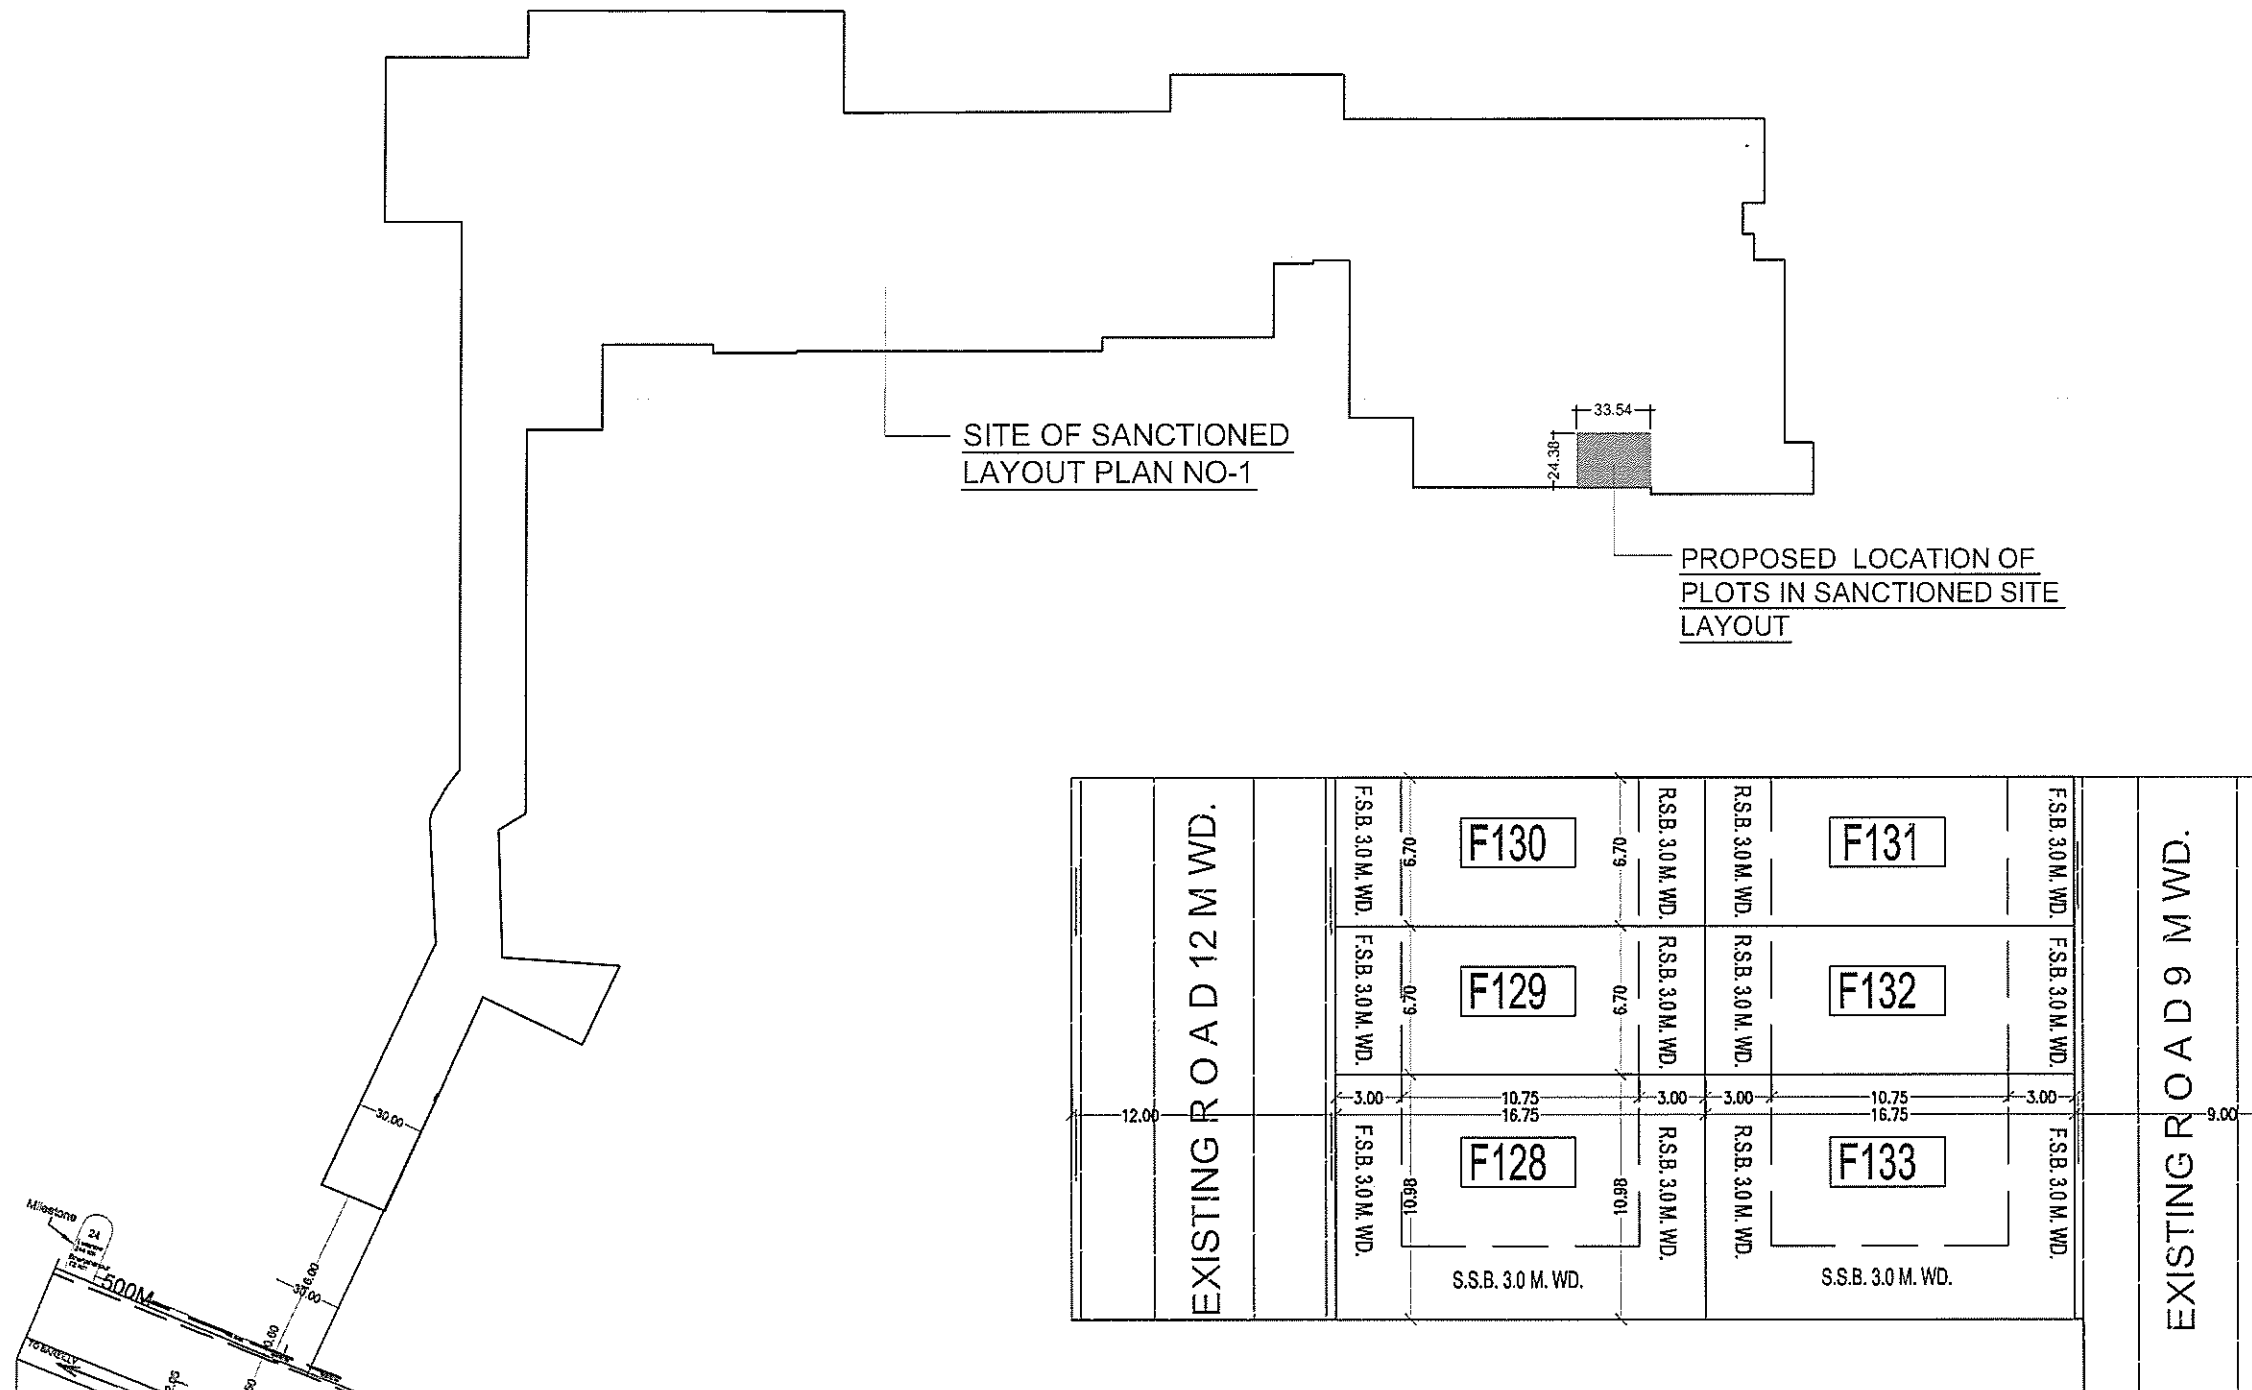 33.54
24.38
SITE OF SANCTIONED
LAYOUT PLAN NO-1
PROPOSED LOCATION OF
PLOTS IN SANCTIONED SITE
LAYOUT
EXISTING R O A D 12 M WD.
F.S.B. 3.0 M. WD.
6.70
F130
6.70
R.S.B. 3.0 M. WD.
R.S.B. 3.0 M. WD.
F131
F.S.B. 3.0 M. WD.
EXISTING R O A D 9 M WD.
F.S.B. 3.0 M. WD.
6.70
F129
6.70
R.S.B. 3.0 M. WD.
R.S.B. 3.0 M. WD.
F132
F.S.B. 3.0 M. WD.
3.00 10.75 3.00 3.00 10.75 3.00
12.00 16.75 16.75 9.00
F.S.B. 3.0 M. WD.
10.98
F128
10.98
R.S.B. 3.0 M. WD.
R.S.B. 3.0 M. WD.
F133
F.S.B. 3.0 M. WD.
S.S.B. 3.0 M. WD.
S.S.B. 3.0 M. WD.
30.00
Milestone
24
500M
30.00
TO BAREILLY